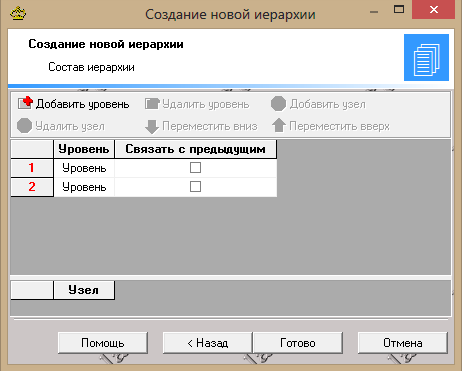 Создание новой иерархии
Создание новой иерархии
Состав иерархии
Добавить уровень Удалить уровень Добавить узел
Удалить узел Переместить вниз Переместить вверх
Уровень Связать с предыдущим
1 Уровень
2 Уровень
Узел
Помощь < Назад Готово Отмена